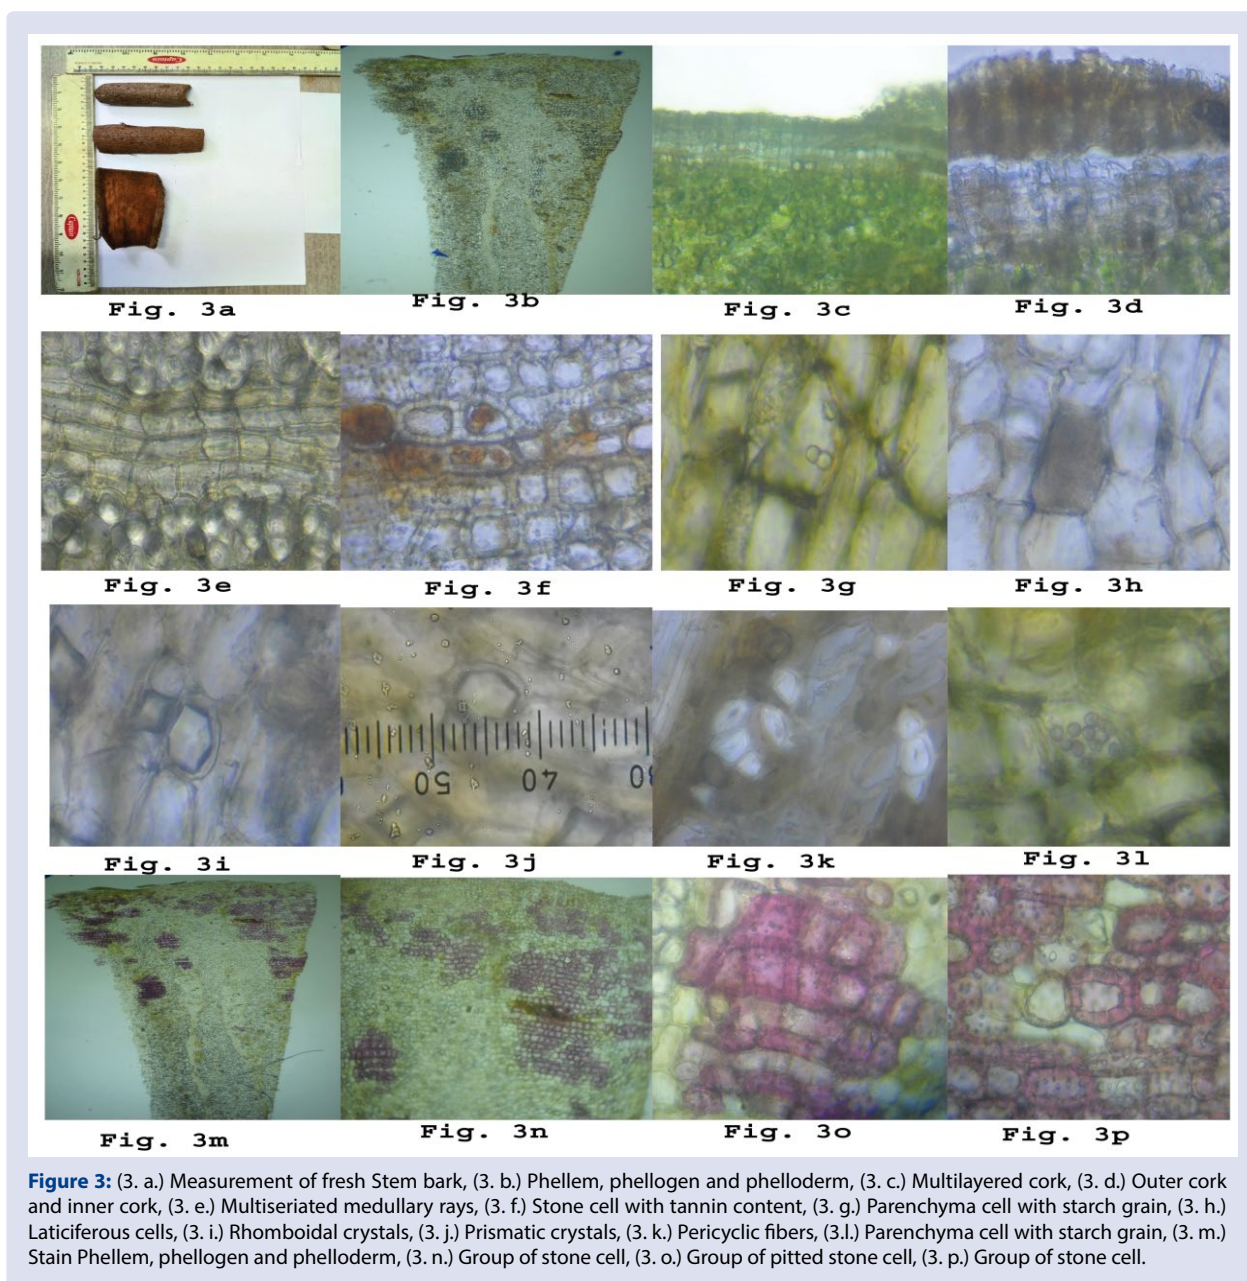 Fig. 3a
Fig. 3b
Fig. 3c
Fig. 3d
Fig. 3e
Fig. 3f
Fig. 3g
Fig. 3h
50
40
Fig. 3i
Fig. 3j
Fig. 3k
Fig. 3l
Fig. 3m
Fig. 3n
Fig. 3o
Fig. 3p
Figure 3: (3. a.) Measurement of fresh Stem bark, (3. b.) Phellem, phellogen and phelloderm, (3. c.) Multilayered cork, (3. d.) Outer cork
and inner cork, (3. e.) Multiseriated medullary rays, (3. f.) Stone cell with tannin content, (3. g.) Parenchyma cell with starch grain, (3. h.)
Laticiferous cells, (3. i.) Rhomboidal crystals, (3. j.) Prismatic crystals, (3. k.) Pericyclic fibers, (3.l.) Parenchyma cell with starch grain, (3. m.)
Stain Phellem, phellogen and phelloderm, (3. n.) Group of stone cell, (3. o.) Group of pitted stone cell, (3. p.) Group of stone cell.